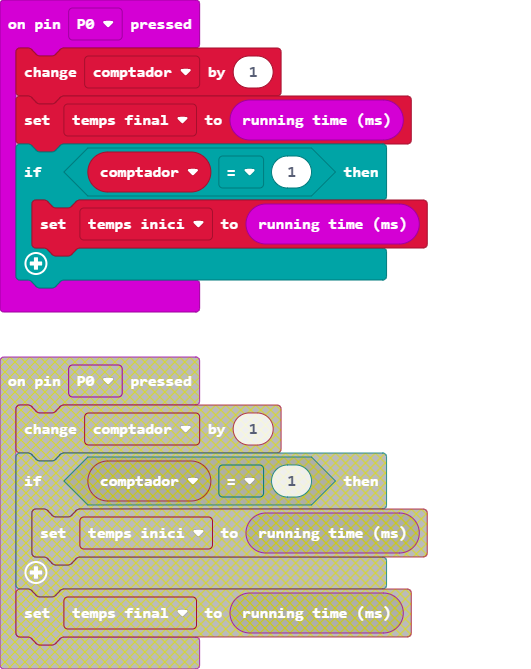 on pin P0 pressed
change comptador by 1
set temps final to running time (ms)
if comptador = 1 then
set temps inici to running time (ms)
on pin P0 pressed
change comptador by 1
if comptador = 1 then
set temps inici to running time (ms)
set temps final to running time (ms)